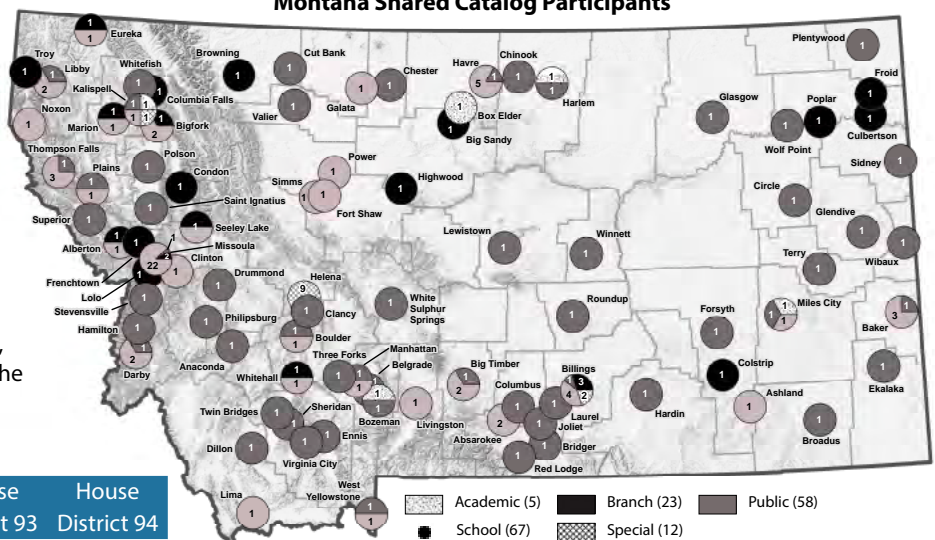 Montana Shared Catalog Participants
Eureka
Troy
Libby
Whitefish
Kalispell
Columbia Falls
Noxon
Marion
Bigfork
Browning
Cut Bank
Valier
Galata
Chester
Havre
Chinook
Harlem
Box Elder
Big Sandy
Plentywood
Froid
Glasgow
Poplar
Wolf Point
Culbertson
Sidney
Thompson Falls
Plains
Polson
Condon
Saint Ignatius
Superior
Seeley Lake
Alberton
Missoula
Clinton
Frenchtown
Lolo
Stevensville
Hamilton
Darby
Power
Simms
Fort Shaw
Highwood
Circle
Glendive
Wibaux
Terry
Lewistown
Winnett
Drummond
Helena
Clancy
Philipsburg
Boulder
Anaconda
White
Sulphur
Springs
Roundup
Forsyth
Miles City
Baker
Three Forks
Manhattan
Belgrade
Whitehall
Bozeman
Livingston
Big Timber
Columbus
Billings
Laurel
Joliet
Absarokee
Bridger
Red Lodge
Hardin
Colstrip
Ashland
Broadus
Ekalaka
Twin Bridges
Sheridan
Ennis
Dillon
Virginia City
Lima
West
Yellowstone
he
se House
t 93 District 94
Academic (5) Branch (23) Public (58)
School (67) Special (12)